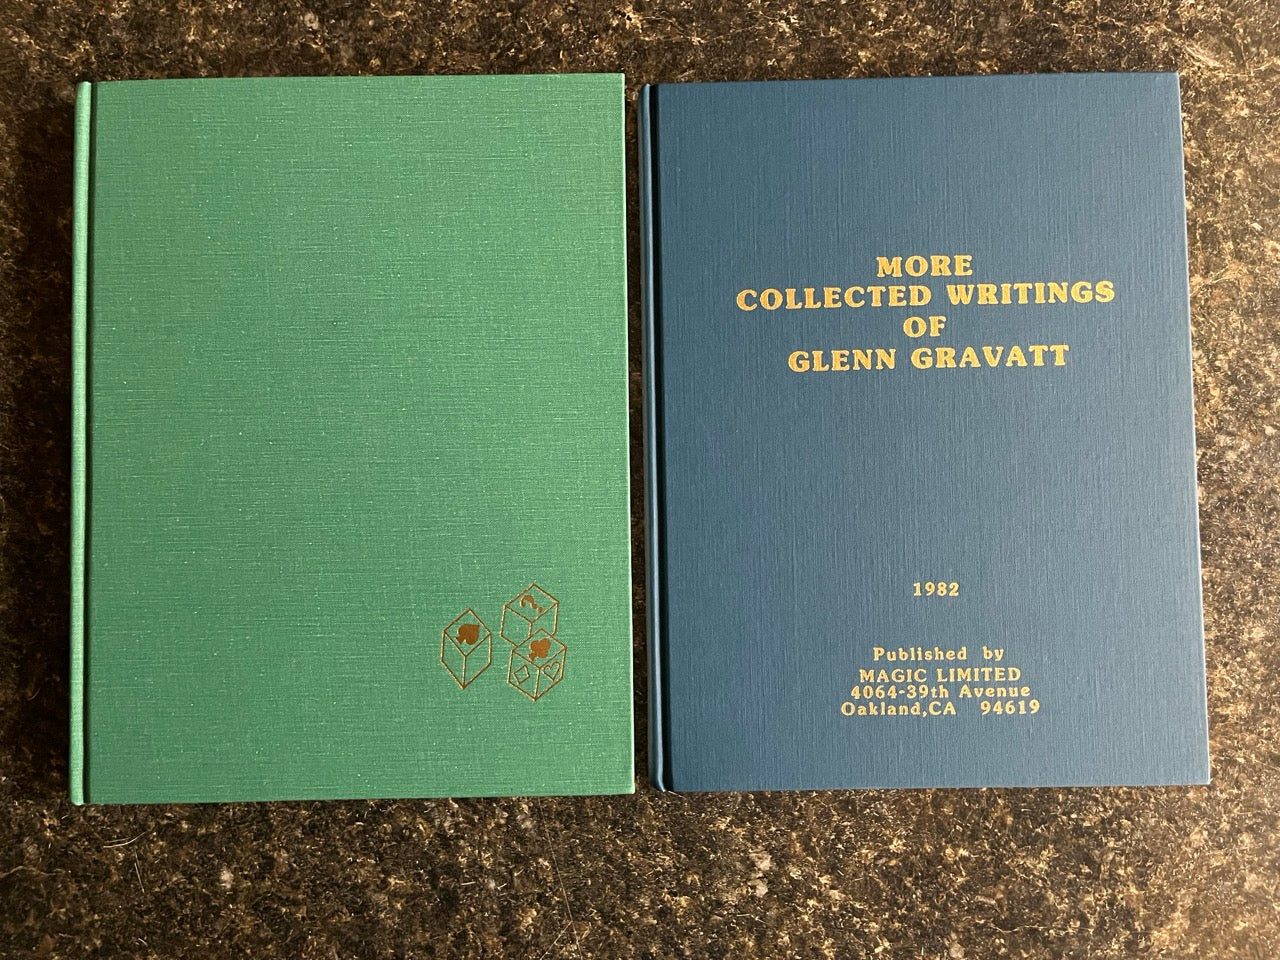 ?
MORE
COLLECTED WRITINGS
OF
GLENN GRAVATT
1982
Published by
MAGIC LIMITED
4064-39th Avenue
Oakland,CA 94619